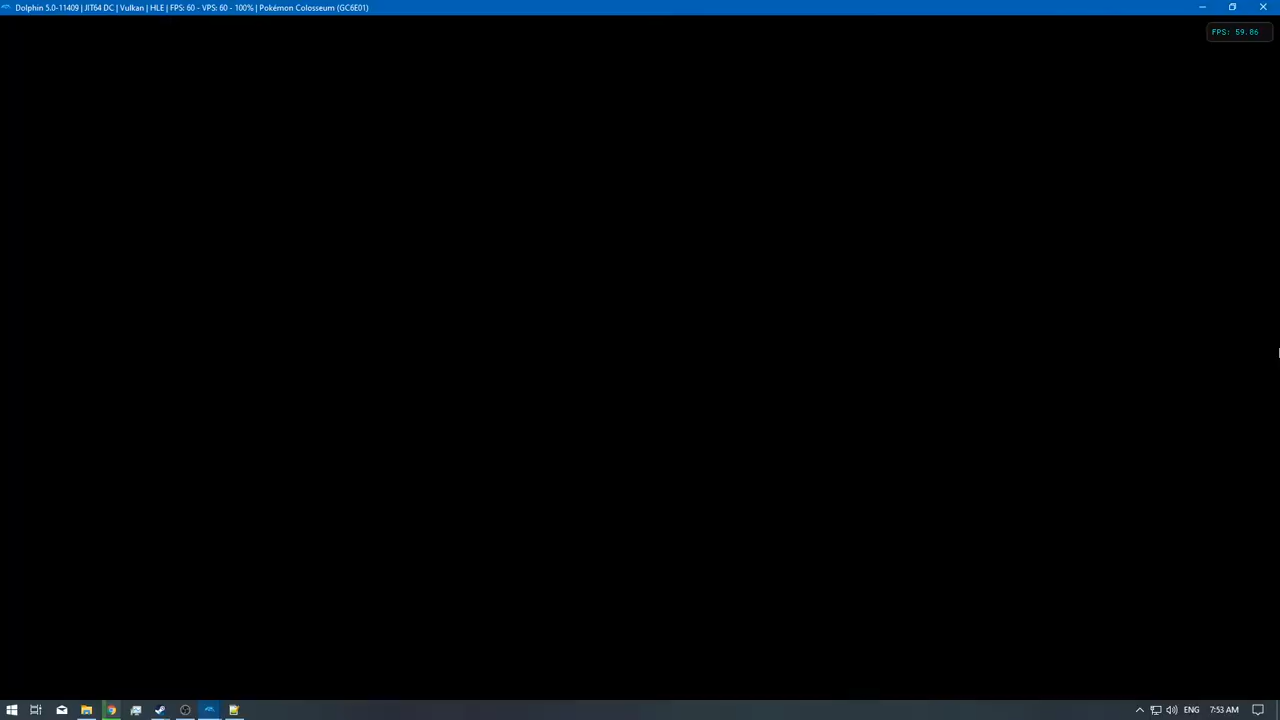 Dolphin 5.0-11409 | JIT64 DC | Vulkan | HLE | FPS: 60 - VPS: 60 - 100% | Pokémon Colosseum (GC6E01)
FPS: 59.86
ENG
7:53 AM